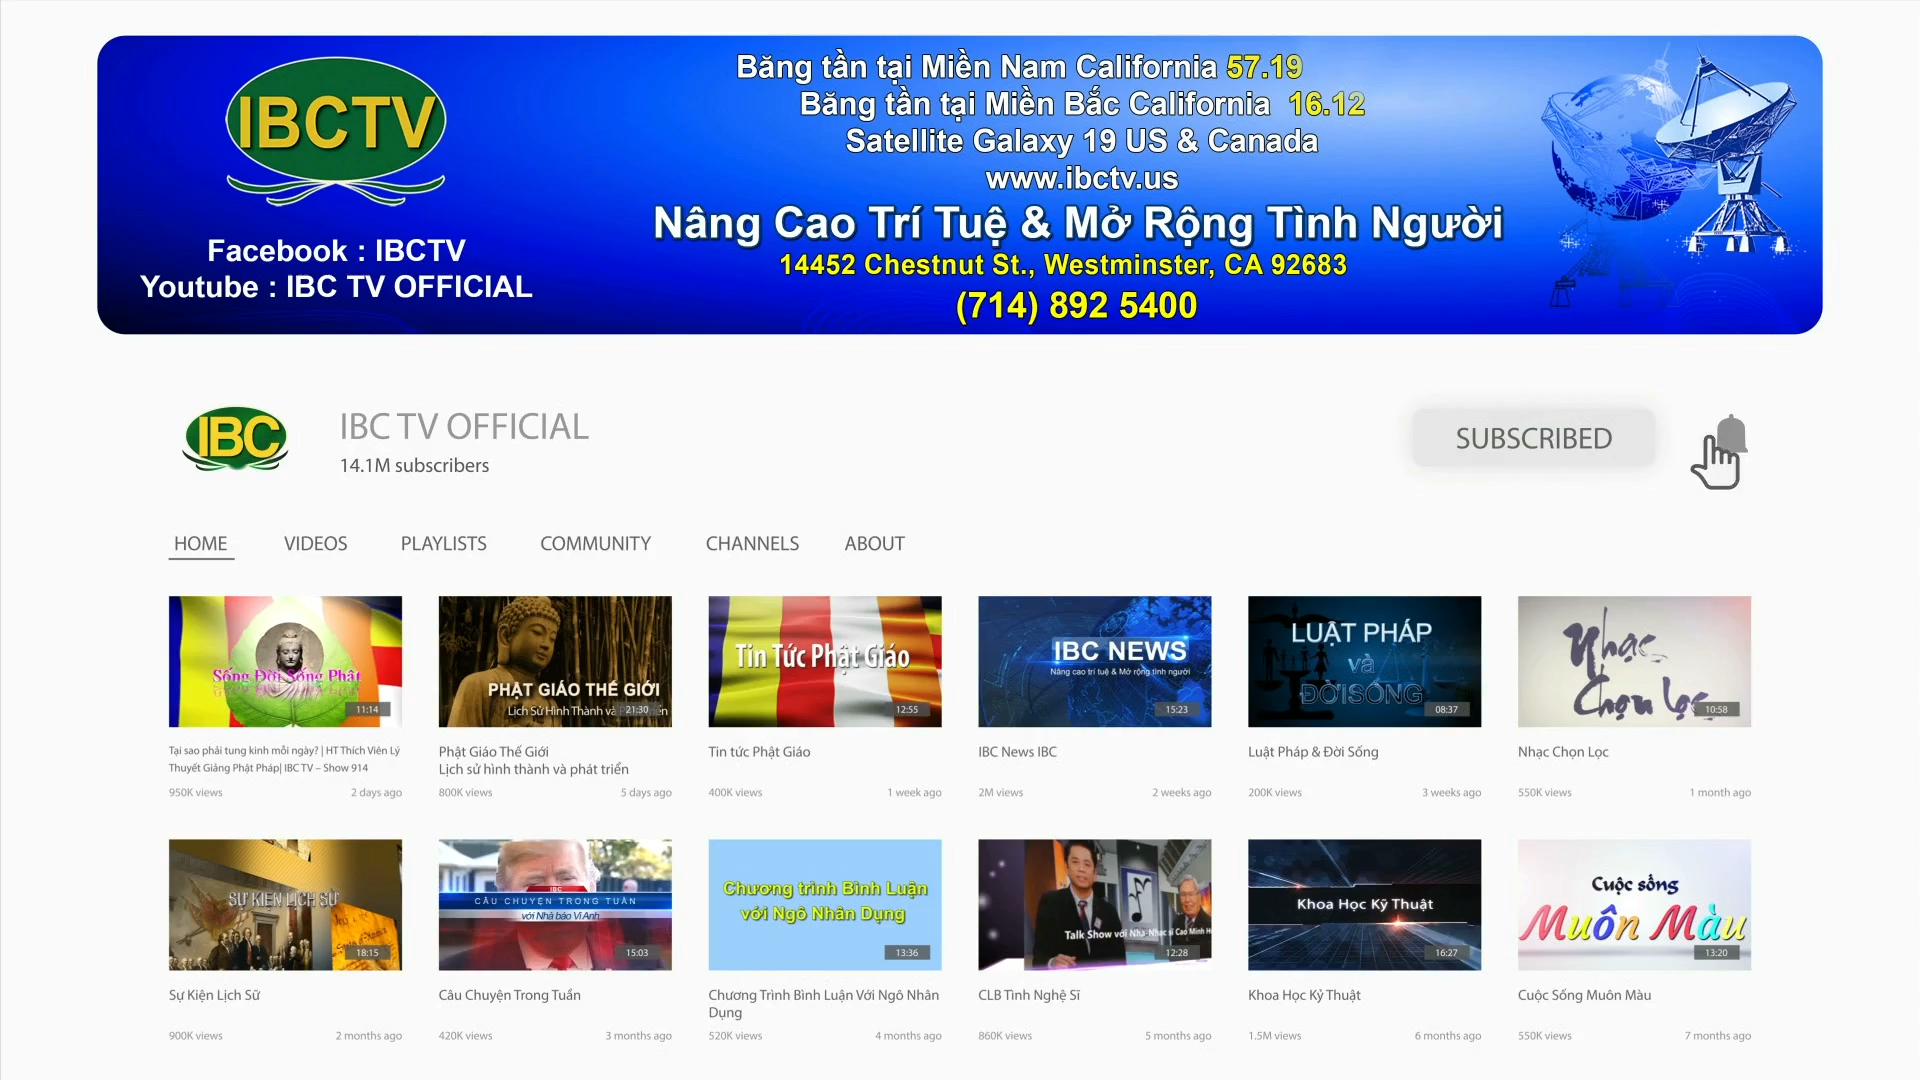 IBCTV
Facebook : IBCTV
Youtube : IBC TV OFFICIAL
Băng tần tại Miền Nam California 57.19
Băng tần tại Miền Bắc California 16.12
Satellite Galaxy 19 US & Canada
www.ibctv.us
Nâng Cao Trí Tuệ & Mở Rộng Tình Người
14452 Chestnut St., Westminster, CA 92683
(714) 892 5400
IBC
IBC TV OFFICIAL
14.1M subscribers
SUBSCRIBED
HOME VIDEOS PLAYLISTS COMMUNITY CHANNELS ABOUT
Sống Đời Sống Phật
11:14
Tại sao phải tung kinh mỗi ngày? | HT Thích Viên Lý
Thuyết Giảng Phật Pháp| IBC TV – Show 914
950K views 2 days ago
PHẬT GIÁO THẾ GIỚI
Lịch Sử Hình Thành và
21:30
Phật Giáo Thế Giới
Lịch sử hình thành và phát triển
800K views 5 days ago
Tin Tức Phật Giáo
12:55
Tin tức Phật Giáo
400K views 1 week ago
IBC NEWS
Nâng cao trí tuệ & Mở rộng tình người
15:23
IBC News IBC
2M views 2 weeks ago
LUẬT PHÁP
và
ĐỜI SỐNG
08:37
Luật Pháp & Đời Sống
200K views 3 weeks ago
Nhạc
Chọn lọc
10:58
Nhạc Chọn Lọc
550K views 1 month ago
SỰ KIỆN LỊCH SỬ
18:15
Sự Kiện Lịch Sữ
900K views 2 months ago
IBC
CÂU CHUYỆN TRONG TUẦN
với Nhà báo Vi Anh
15:03
Câu Chuyện Trong Tuần
420K views 3 months ago
Chương trình Bình Luận
với Ngô Nhân Dụng
13:36
Chương Trình Bình Luận Với Ngô Nhân
Dụng
520K views 4 months ago
Talk Show với Nhà Nhạc sĩ Cao Minh H
12:28
CLB Tình Nghệ Sĩ
860K views 5 months ago
Khoa Học Kỹ Thuật
16:27
Khoa Học Kỷ Thuật
1.5M views 6 months ago
Cuộc sống
Muôn Màu
13:20
Cuộc Sống Muôn Màu
550K views 7 months ago